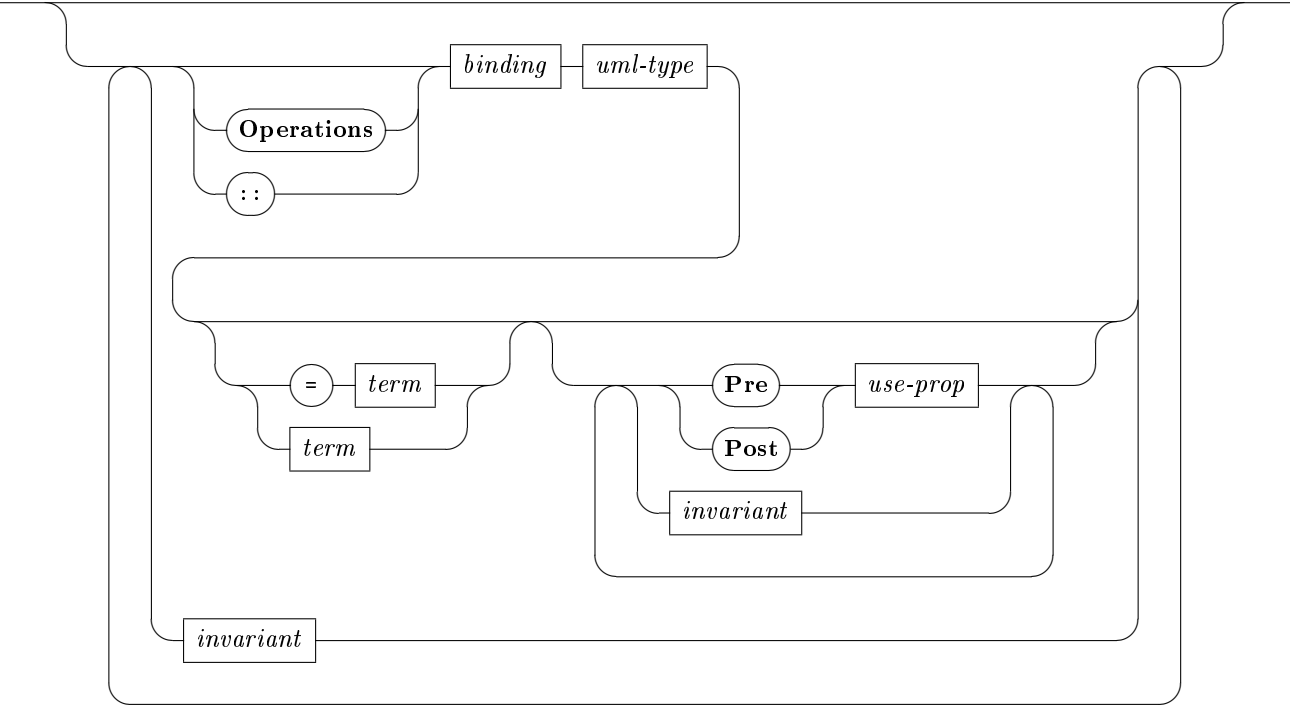 binding uml-type
Operations
::
= term Pre use-prop
term Post
invariant
invariant